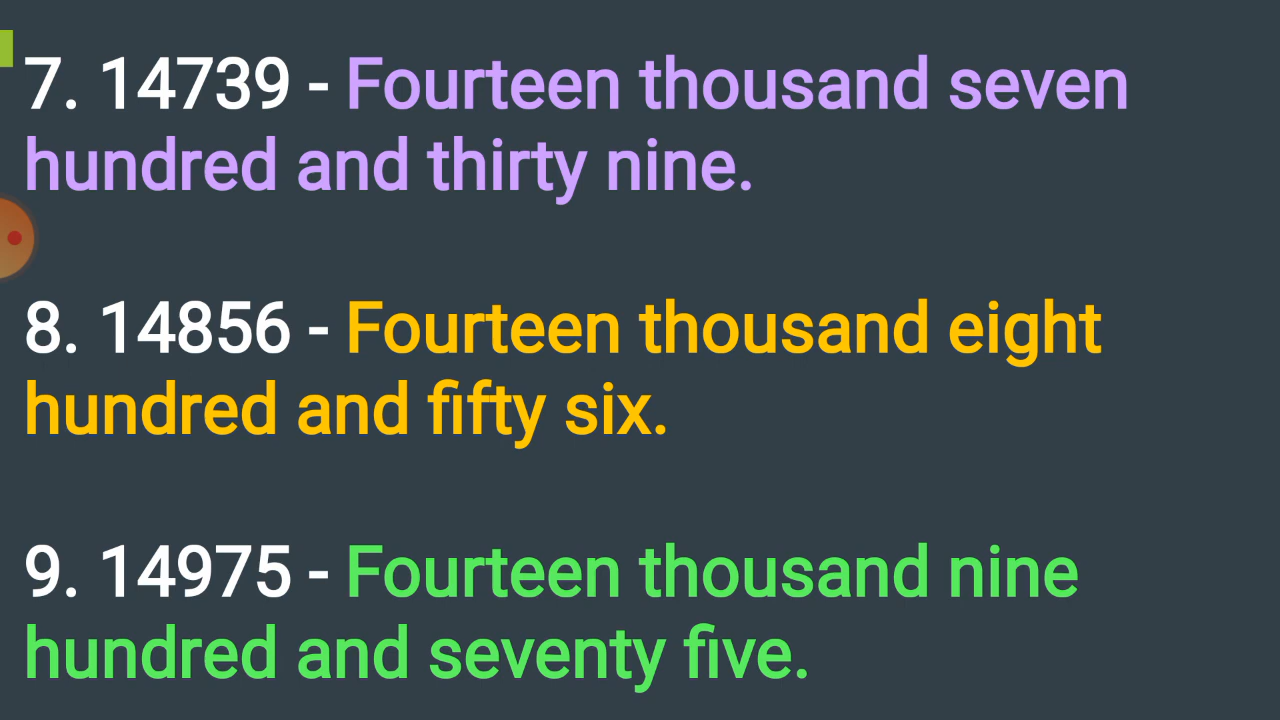 7. 14739 - Fourteen thousand seven
hundred and thirty nine.
8. 14856 - Fourteen thousand eight
hundred and fifty six.
9. 14975 - Fourteen thousand nine
hundred and seventy five.